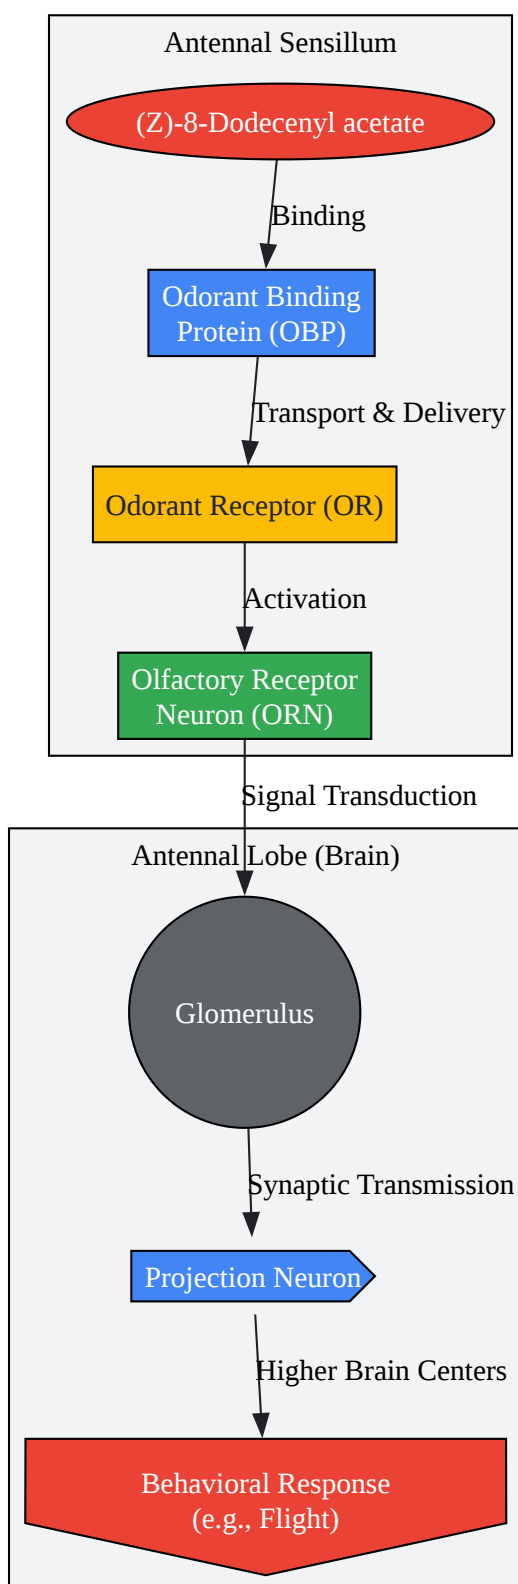 Antennal Sensillum
(Z)-8-Dodecenyl acetate
Binding
Odorant Binding
Protein (OBP)
Transport & Delivery
Odorant Receptor (OR)
Activation
Olfactory Receptor
Neuron (ORN)
Signal Transduction
Antennal Lobe (Brain)
Glomerulus
Synaptic Transmission
Projection Neuron
Higher Brain Centers
Behavioral Response
(e.g., Flight)